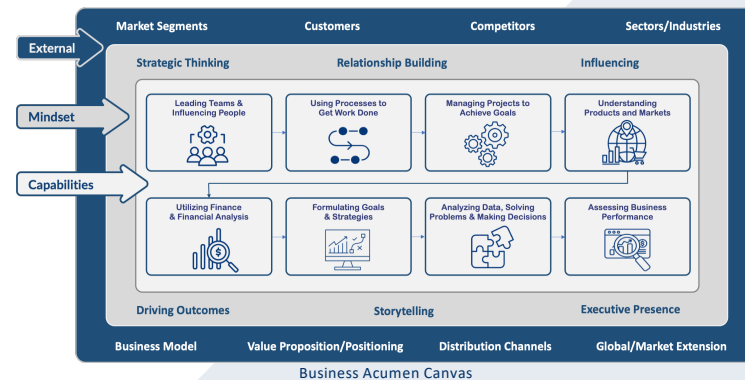 Market Segments
Customers
Competitors
Sectors/Industries
External
Strategic Thinking
Relationship Building
Influencing
Mindset
Leading Teams &
Influencing People
Using Processes to
Get Work Done
Managing Projects to
Achieve Goals
Understanding
Products and Markets
Capabilities
Utilizing Finance
& Financial Analysis
$
Formulating Goals
& Strategies
Analyzing Data, Solving
Problems & Making Decisions
Assessing Business
Performance
Driving Outcomes
Storytelling
Executive Presence
Business Model
Value Proposition/Positioning
Distribution Channels
Global/Market Extension
Business Acumen Canvas